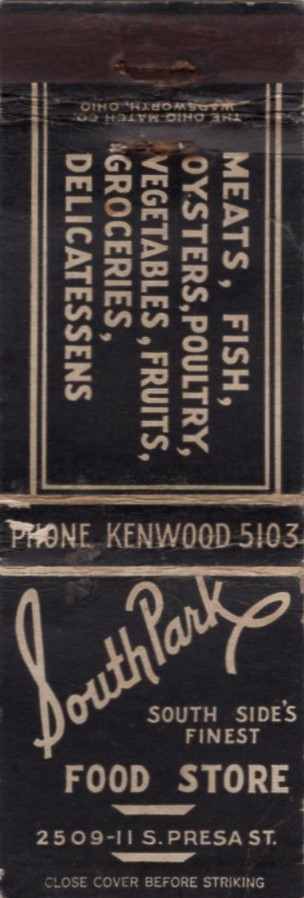 THE OHIO MATCH CO.
WADSWORTH, OHIO
MEATS, FISH,
OYSTERS, POULTRY,
VEGETABLES, FRUITS,
GROCERIES,
DELICATESSENS
PHONE KENWOOD 5103
South Park
SOUTH SIDE'S
FINEST
FOOD STORE
2509-11 S. PRESA ST.
CLOSE COVER BEFORE STRIKING